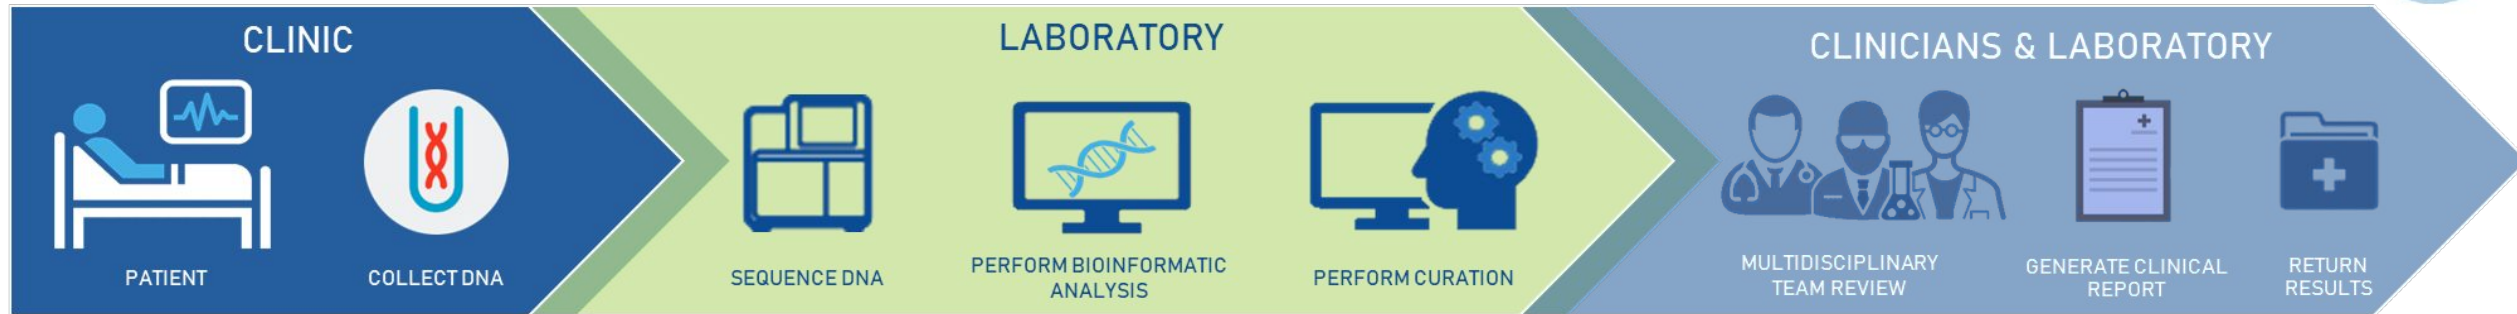 CLINIC
PATIENT
COLLECT DNA
LABORATORY
SEQUENCE DNA
PERFORM BIOINFORMATIC
ANALYSIS
PERFORM CURATION
CLINICIANS & LABORATORY
MULTIDISCIPLINARY
TEAM REVIEW
GENERATE CLINICAL
REPORT
RETURN
RESULTS